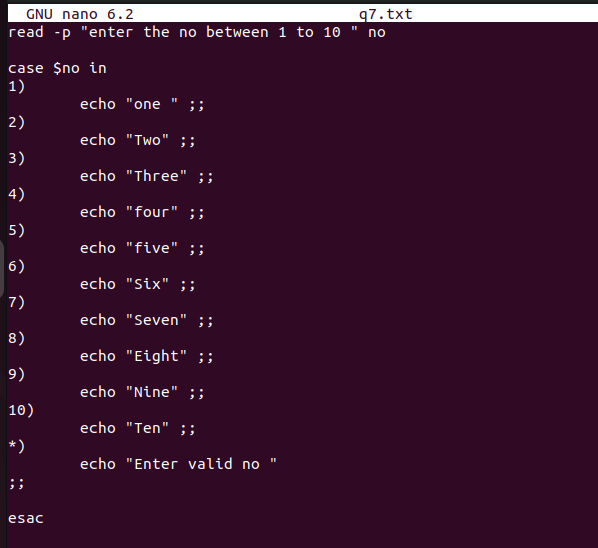 GNU nano 6.2 q7.txt
read -p "enter the no between 1 to 10 " no
case $no in
1)
echo "one " ;;
2)
echo "Two" ;;
3)
echo "Three" ;;
4)
echo "four" ;;
5)
echo "five" ;;
6)
echo "Six" ;;
7)
echo "Seven" ;;
8)
echo "Eight" ;;
9)
echo "Nine" ;;
10)
echo "Ten" ;;
*)
echo "Enter valid no "
;;
esac